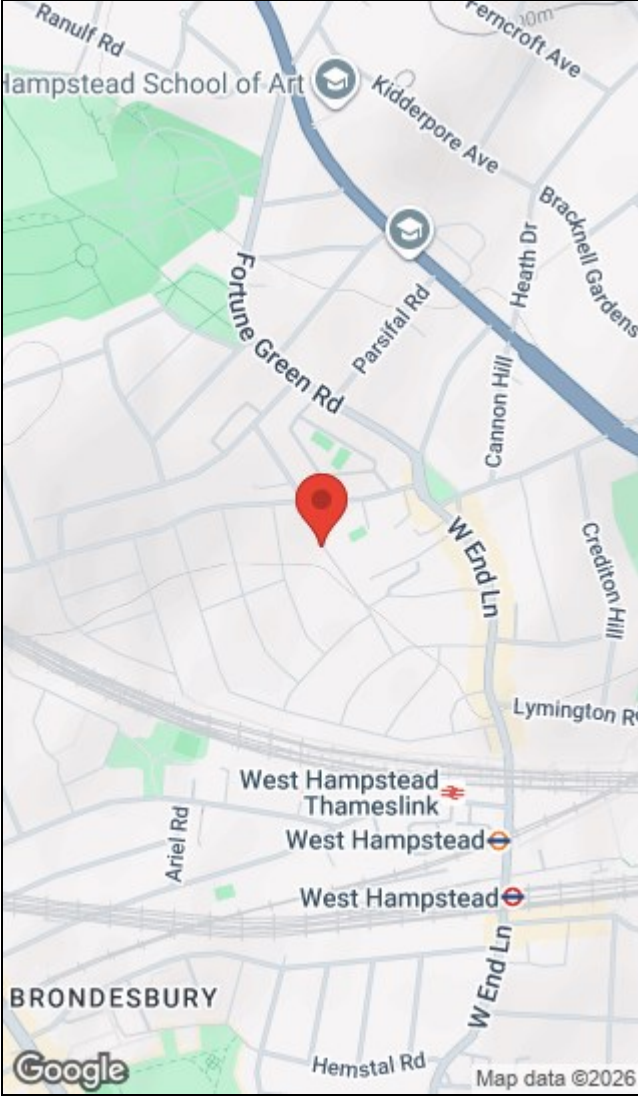 Ranulf Rd
Ferncroft Ave
Hampstead School of Art
Kidderpore Ave
Bracknell Gardens
Heath Dr
Fortune Green Rd
Parsifal Rd
Cannon Hill
W End Ln
Crediton Hill
Lymington R
West Hampstead
Thameslink
West Hampstead
Ariel Rd
West Hampstead
W End Ln
BRONDESBURY
Hemstal Rd
Google
Map data ©2026